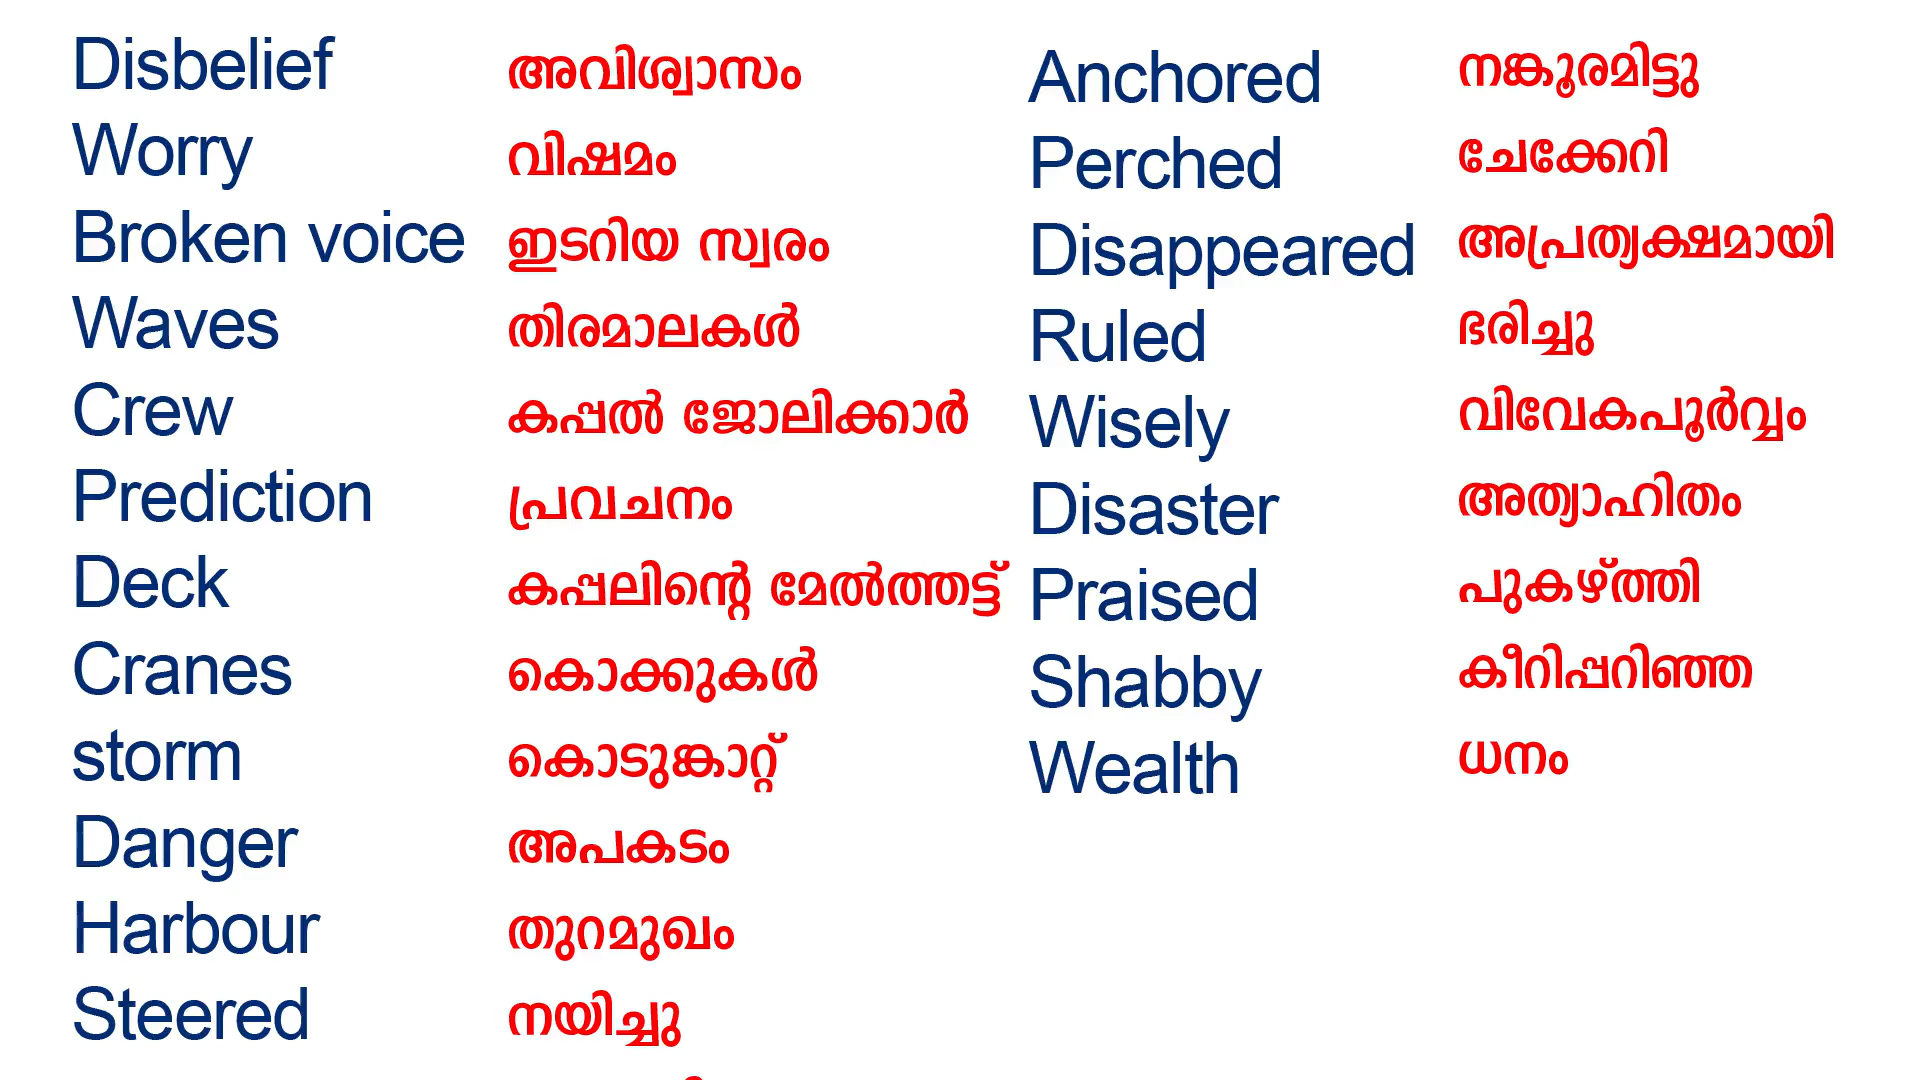 Disbelief അവിശ്വാസം
Worry വിഷമം
Broken voice ഇടറിയ സ്വരം
Waves തിരമാലകൾ
Crew കപ്പൽ ജോലിക്കാർ
Prediction പ്രവചനം
Deck കപ്പലിന്റെ മേൽത്തട്ട്
Cranes കൊക്കുകൾ
storm കൊടുങ്കാറ്റ്
Danger അപകടം
Harbour തുറമുഖം
Steered നയിച്ചു
Anchored നങ്കൂരമിട്ടു
Perched ചേക്കേറി
Disappeared അപ്രത്യക്ഷമായി
Ruled ഭരിച്ചു
Wisely വിവേകപൂർവ്വം
Disaster അത്യാഹിതം
Praised പുകഴ്ത്തി
Shabby കീറിപ്പറിഞ്ഞ
Wealth ധനം